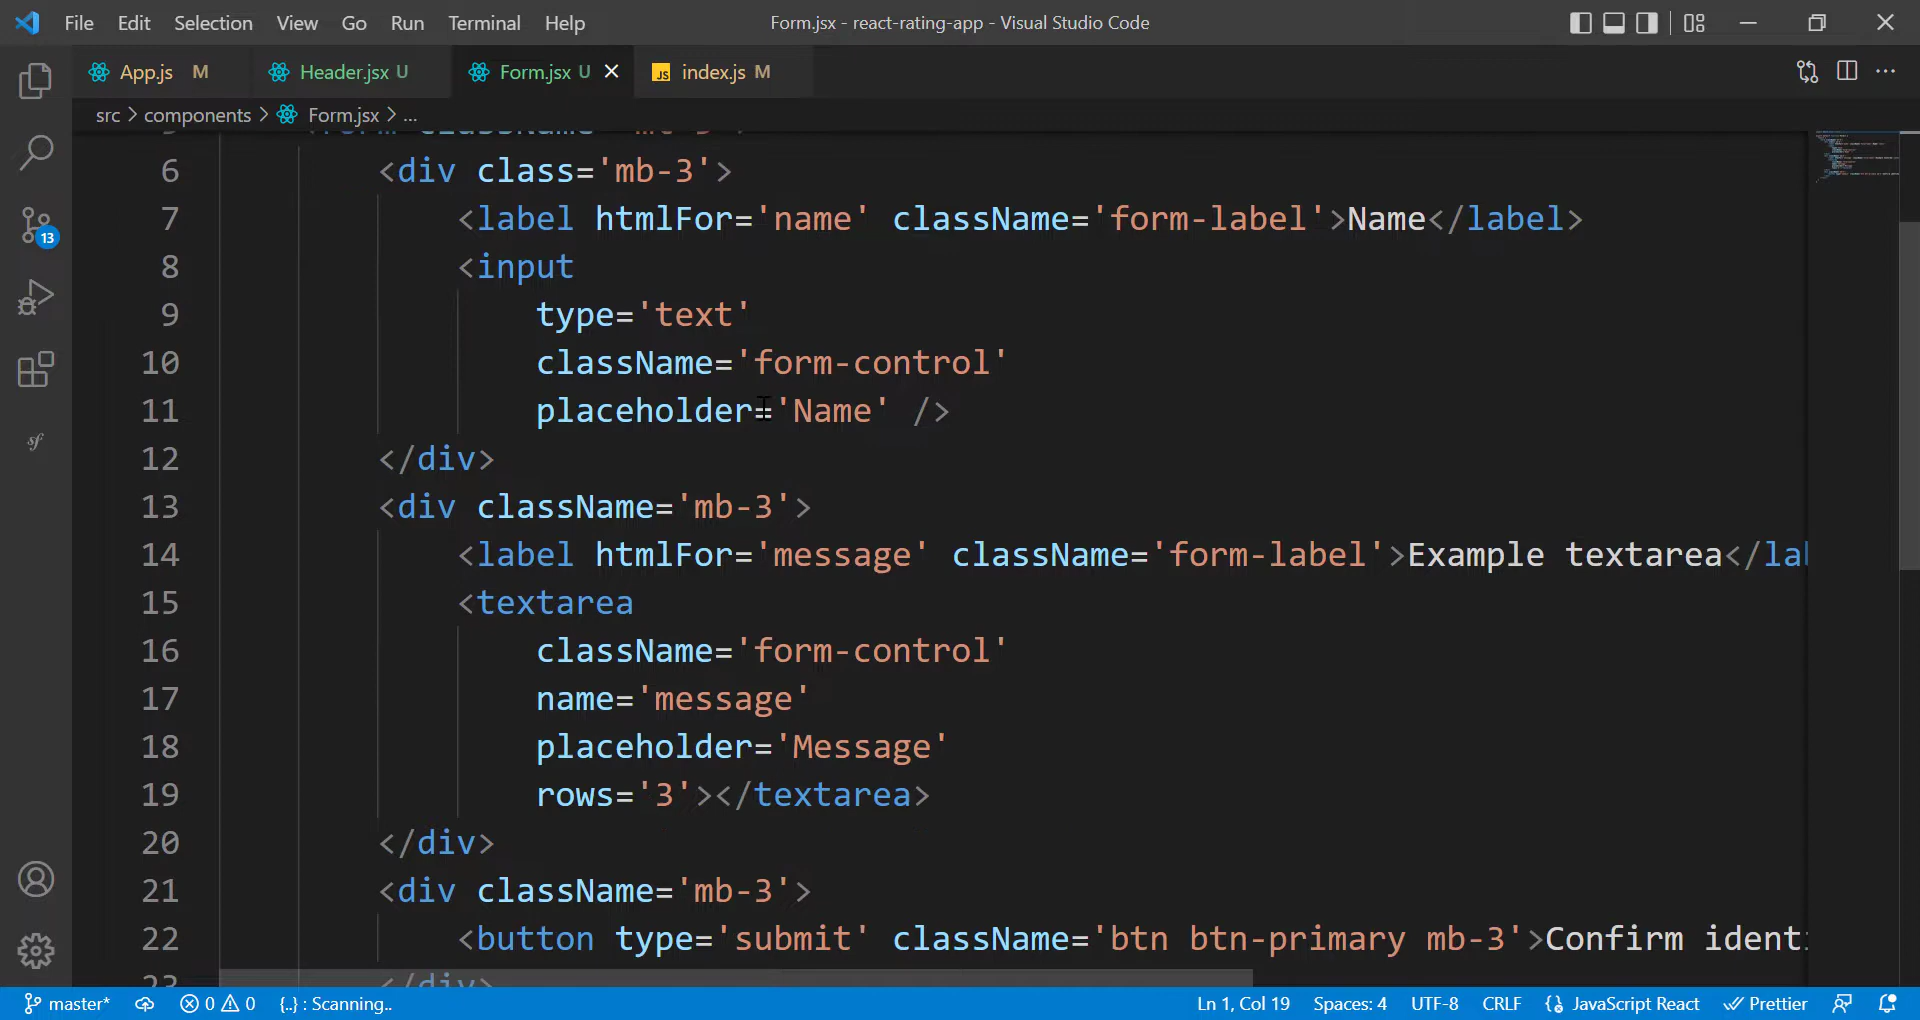 File Edit Selection View Go Run Terminal Help Form.jsx - react-rating-app - Visual Studio Code
App.js M Header.jsx U Form.jsx U JS index.js M
src > components > Form.jsx > ...
6 <div class='mb-3'>
7 <label htmlFor='name' className='form-label'>Name</label>
8 <input
9 type='text'
10 className='form-control'
11 placeholder='Name' />
12 </div>
13 <div className='mb-3'>
14 <label htmlFor='message' className='form-label'>Example textarea</lab
15 <textarea
16 className='form-control'
17 name='message'
18 placeholder='Message'
19 rows='3'></textarea>
20 </div>
21 <div className='mb-3'>
22 <button type='submit' className='btn btn-primary mb-3'>Confirm identi
23 </div>
13
sf
master* 0 0 {..} : Scanning.. Ln 1, Col 19 Spaces: 4 UTF-8 CRLF JavaScript React Prettier